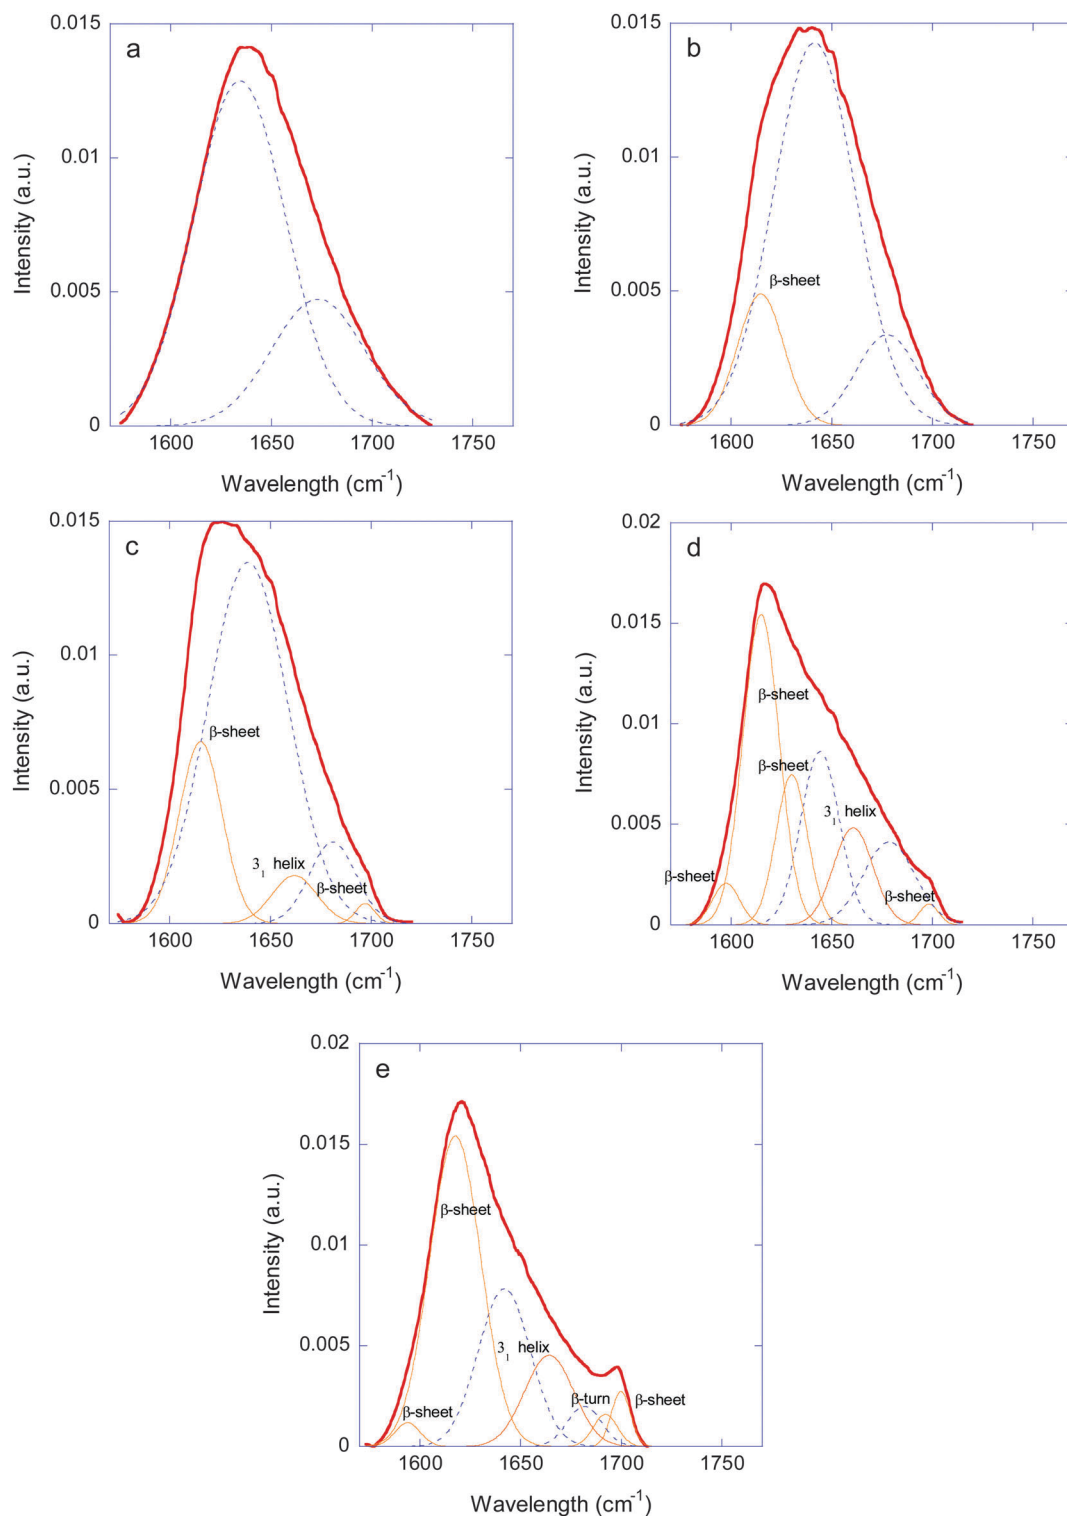 a
0.015
0.01
0.005
0
Intensity (a.u.)
1600 1650 1700 1750
Wavelength (cm⁻¹)
b
0.015
0.01
0.005
0
Intensity (a.u.)
β-sheet
1600 1650 1700 1750
Wavelength (cm⁻¹)
c
0.015
0.01
0.005
0
Intensity (a.u.)
β-sheet
3₁ helix
β-sheet
1600 1650 1700 1750
Wavelength (cm⁻¹)
d
0.02
0.015
0.01
0.005
0
Intensity (a.u.)
β-sheet
β-sheet
3₁ helix
β-sheet
β-sheet
1600 1650 1700 1750
Wavelength (cm⁻¹)
e
0.02
0.015
0.01
0.005
0
Intensity (a.u.)
β-sheet
3₁ helix
β-turn
β-sheet
β-sheet
1600 1650 1700 1750
Wavelength (cm⁻¹)